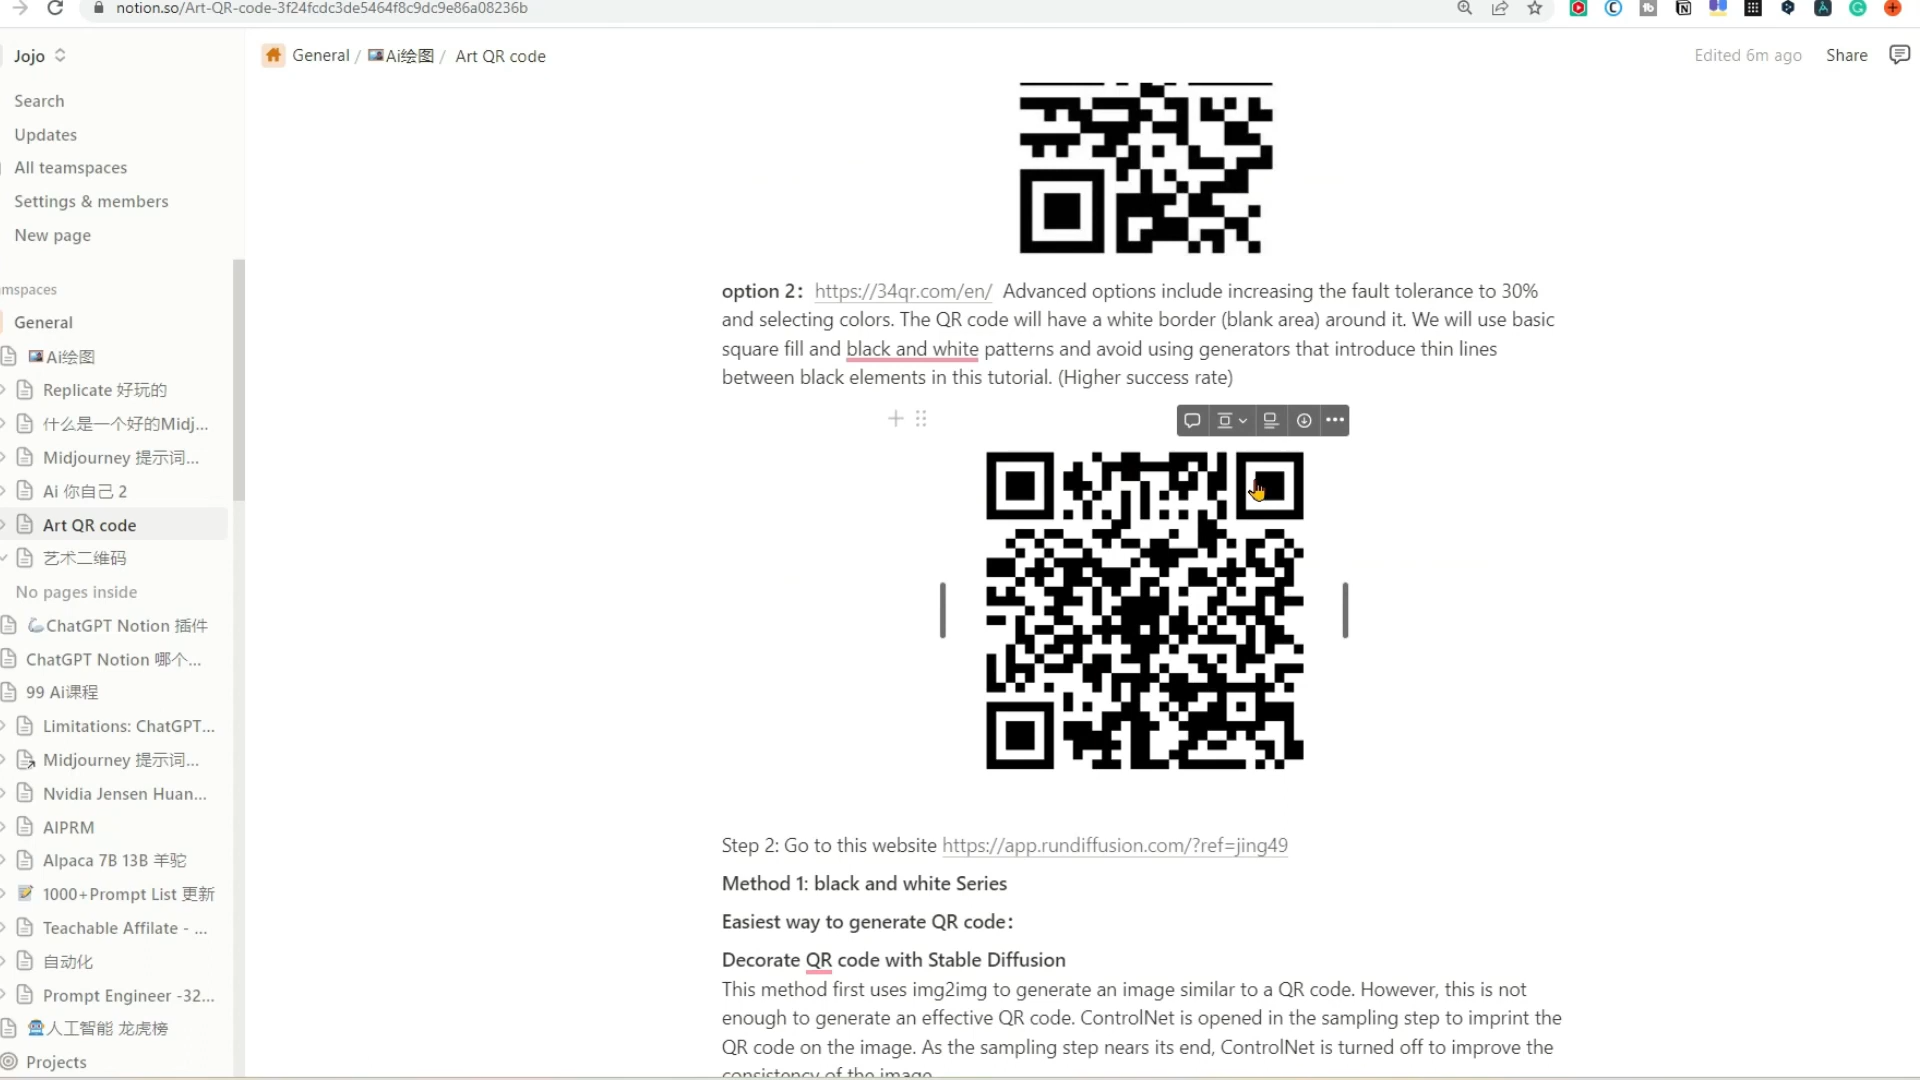 notion.so/Art-QR-code-3f24fcdc3de5464f8c9dc9e86a08236b
Jojo
General / Ai绘图 / Art QR code
Edited 6m ago
Share
Search
Updates
All teamspaces
Settings & members
New page
mspaces
General
Ai绘图
Replicate 好玩的
什么是一个好的Midj...
Midjourney 提示词...
Ai 你自己 2
Art QR code
艺术二维码
No pages inside
ChatGPT Notion 插件
ChatGPT Notion 哪个...
99 Ai课程
Limitations: ChatGPT...
Midjourney 提示词...
Nvidia Jensen Huan...
AIPRM
Alpaca 7B 13B 羊驼
1000+Prompt List 更新
Teachable Affilate - ...
自动化
Prompt Engineer -32...
人工智能 龙虎榜
Projects
option 2： https://34qr.com/en/ Advanced options include increasing the fault tolerance to 30%
and selecting colors. The QR code will have a white border (blank area) around it. We will use basic
square fill and black and white patterns and avoid using generators that introduce thin lines
between black elements in this tutorial. (Higher success rate)
Step 2: Go to this website https://app.rundiffusion.com/?ref=jing49
Method 1: black and white Series
Easiest way to generate QR code：
Decorate QR code with Stable Diffusion
This method first uses img2img to generate an image similar to a QR code. However, this is not
enough to generate an effective QR code. ControlNet is opened in the sampling step to imprint the
QR code on the image. As the sampling step nears its end, ControlNet is turned off to improve the
consistency of the image.